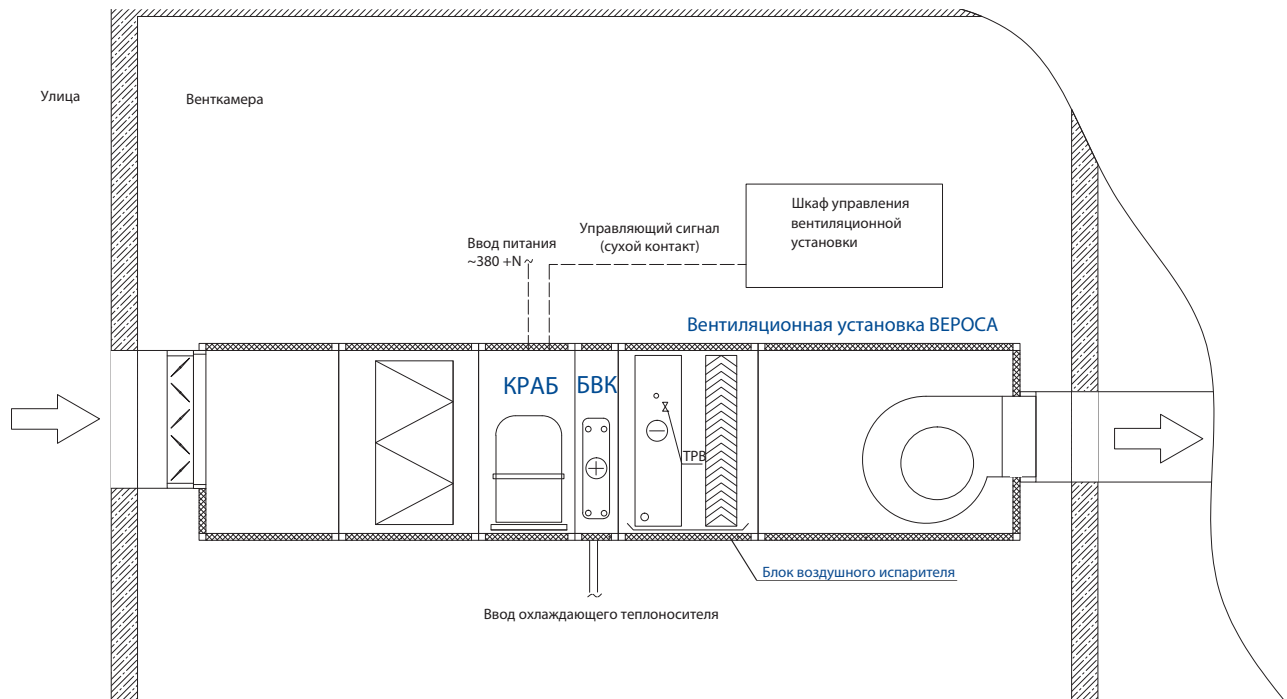 Улица
Венткамера
Шкаф управления
вентиляционной
установки
Управляющий сигнал
(сухой контакт)
Ввод питания
~380 +N ~
Вентиляционная установка ВЕРОСА
КРАБ
БВК
ТРВ
Блок воздушного испарителя
Ввод охлаждающего теплоносителя